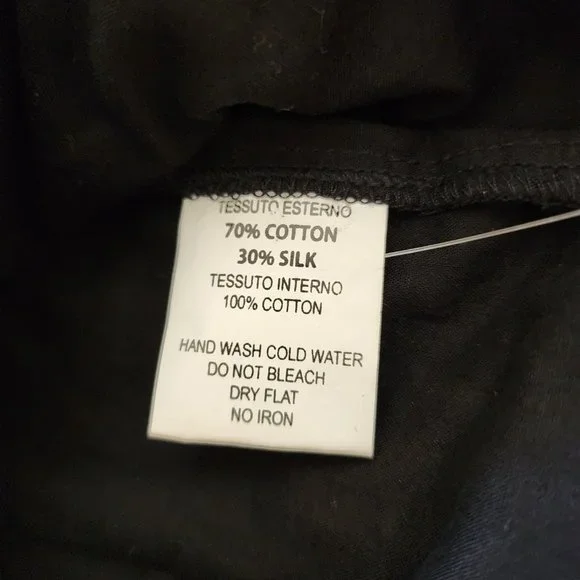 TESSUTO ESTERNO
70% COTTON
30% SILK
TESSUTO INTERNO
100% COTTON
HAND WASH COLD WATER
DO NOT BLEACH
DRY FLAT
NO IRON